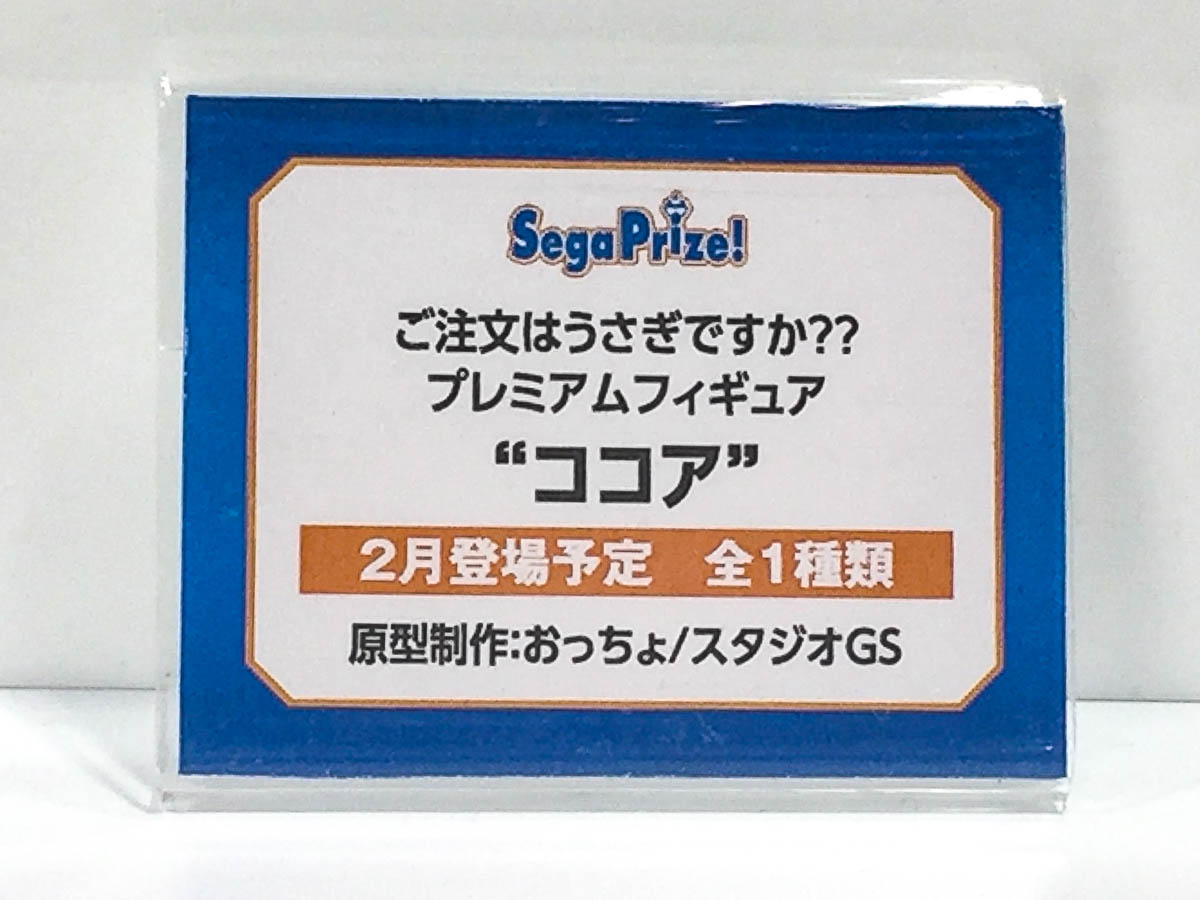 SegaPrize!
ご注文はうさぎですか??
プレミアムフィギュア
“ココア”
2月登場予定　全1種類
原型制作:おっちょ/スタジオGS